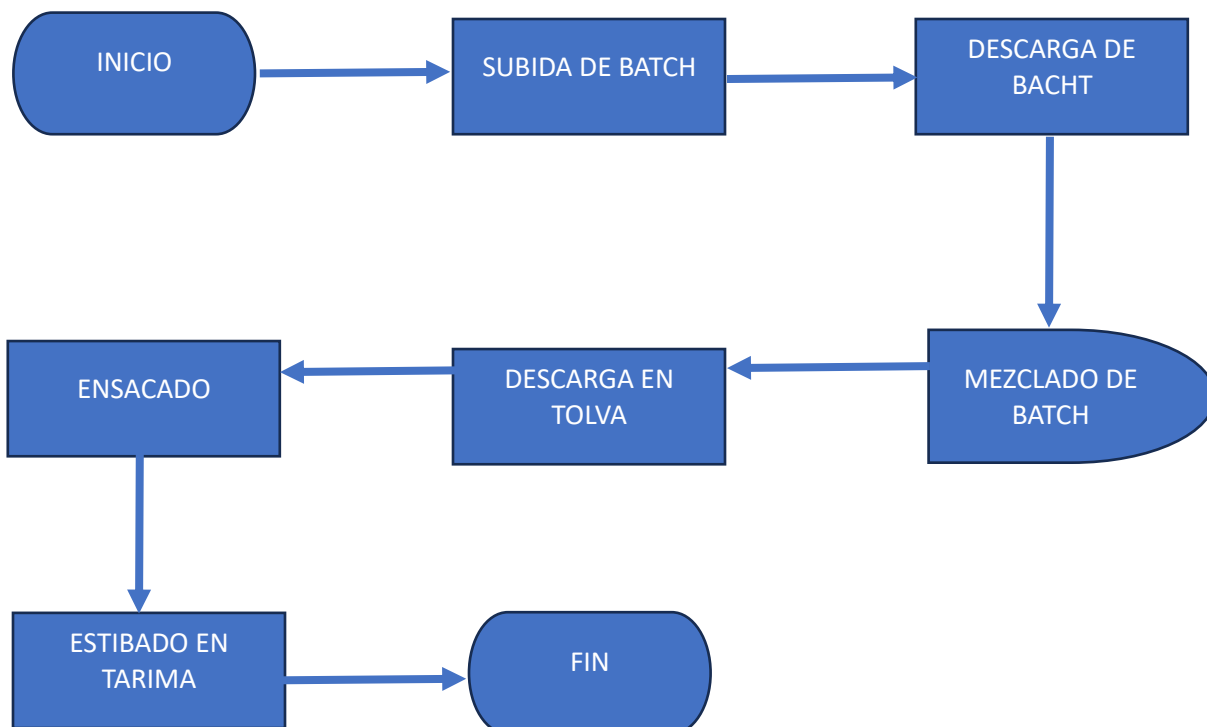 INICIO
SUBIDA DE BATCH
DESCARGA DE
BACHT
MEZCLADO DE
BATCH
DESCARGA EN
TOLVA
ENSACADO
ESTIBADO EN
TARIMA
FIN